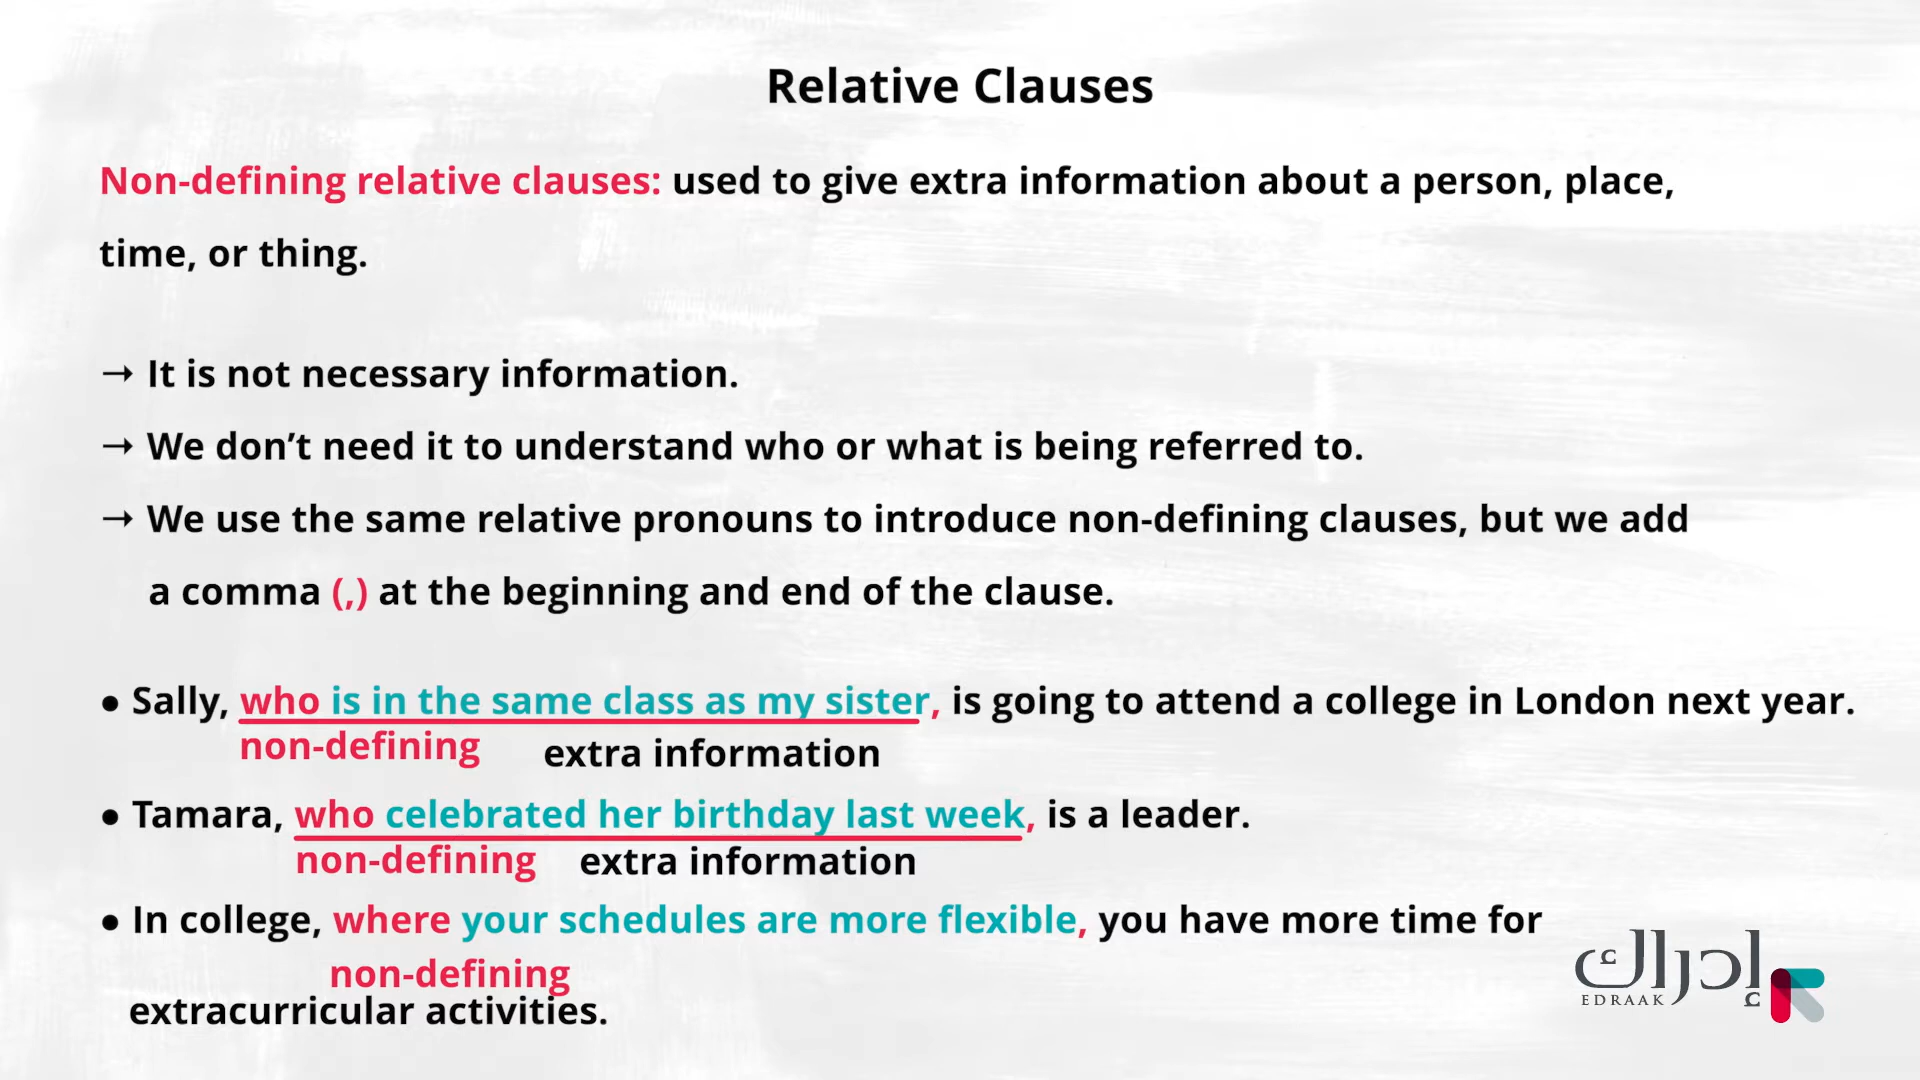 Relative Clauses
Non-defining relative clauses: used to give extra information about a person, place,
time, or thing.
→ It is not necessary information.
→ We don’t need it to understand who or what is being referred to.
→ We use the same relative pronouns to introduce non-defining clauses, but we add
a comma (,) at the beginning and end of the clause.
• Sally, who is in the same class as my sister, is going to attend a college in London next year.
non-defining extra information
• Tamara, who celebrated her birthday last week, is a leader.
non-defining extra information
• In college, where your schedules are more flexible, you have more time for
non-defining
extracurricular activities.
إدراك
EDRAAK